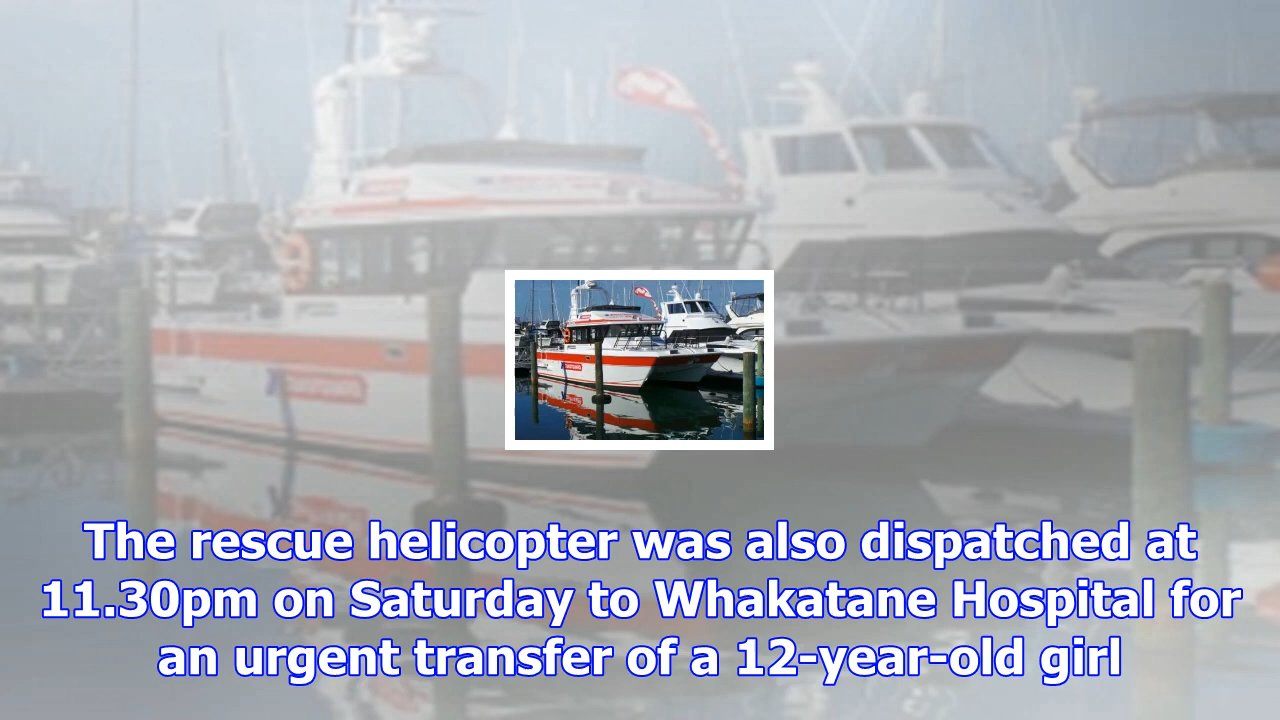 The rescue helicopter was also dispatched at
11.30pm on Saturday to Whakatane Hospital for
an urgent transfer of a 12-year-old girl